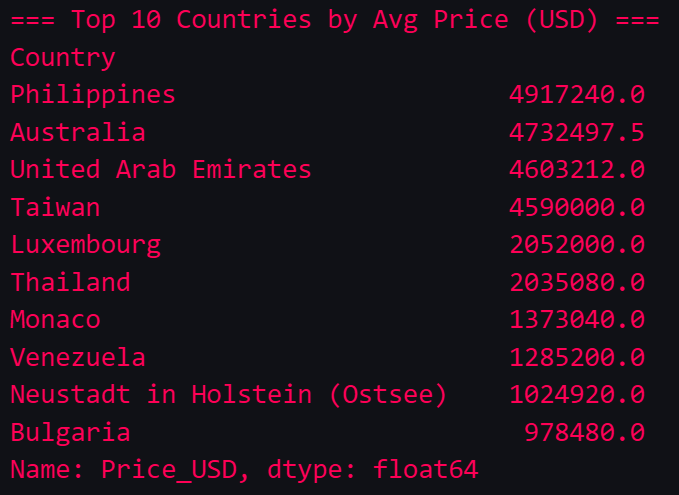 === Top 10 Countries by Avg Price (USD) ===
Country
Philippines                      4917240.0
Australia                        4732497.5
United Arab Emirates             4603212.0
Taiwan                           4590000.0
Luxembourg                       2052000.0
Thailand                         2035080.0
Monaco                           1373040.0
Venezuela                        1285200.0
Neustadt in Holstein (Ostsee)    1024920.0
Bulgaria                          978480.0
Name: Price_USD, dtype: float64